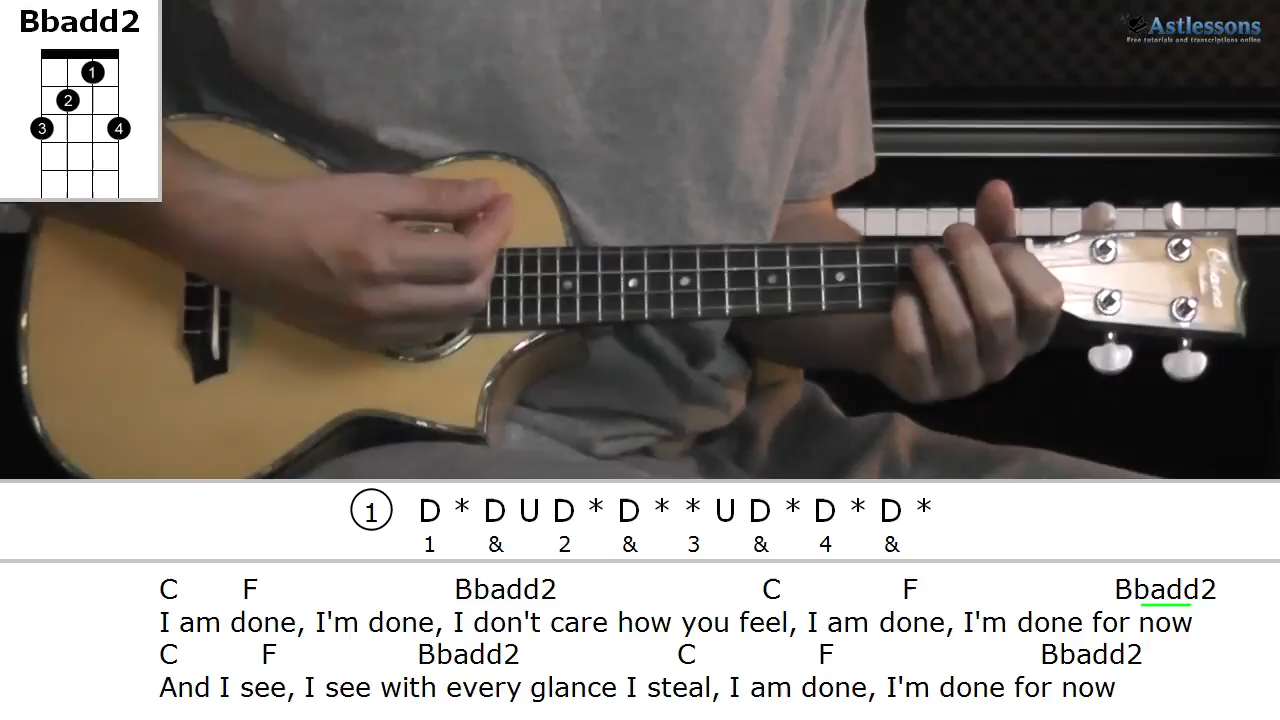 Bbadd2
1
2
3 4
Astlessons
Free tutorials and transcriptions online
1 D * D U D * D * * U D * D * D *
1 & 2 & 3 & 4 &
C F Bbadd2 C F Bbadd2
I am done, I'm done, I don't care how you feel, I am done, I'm done for now
C F Bbadd2 C F Bbadd2
And I see, I see with every glance I steal, I am done, I'm done for now